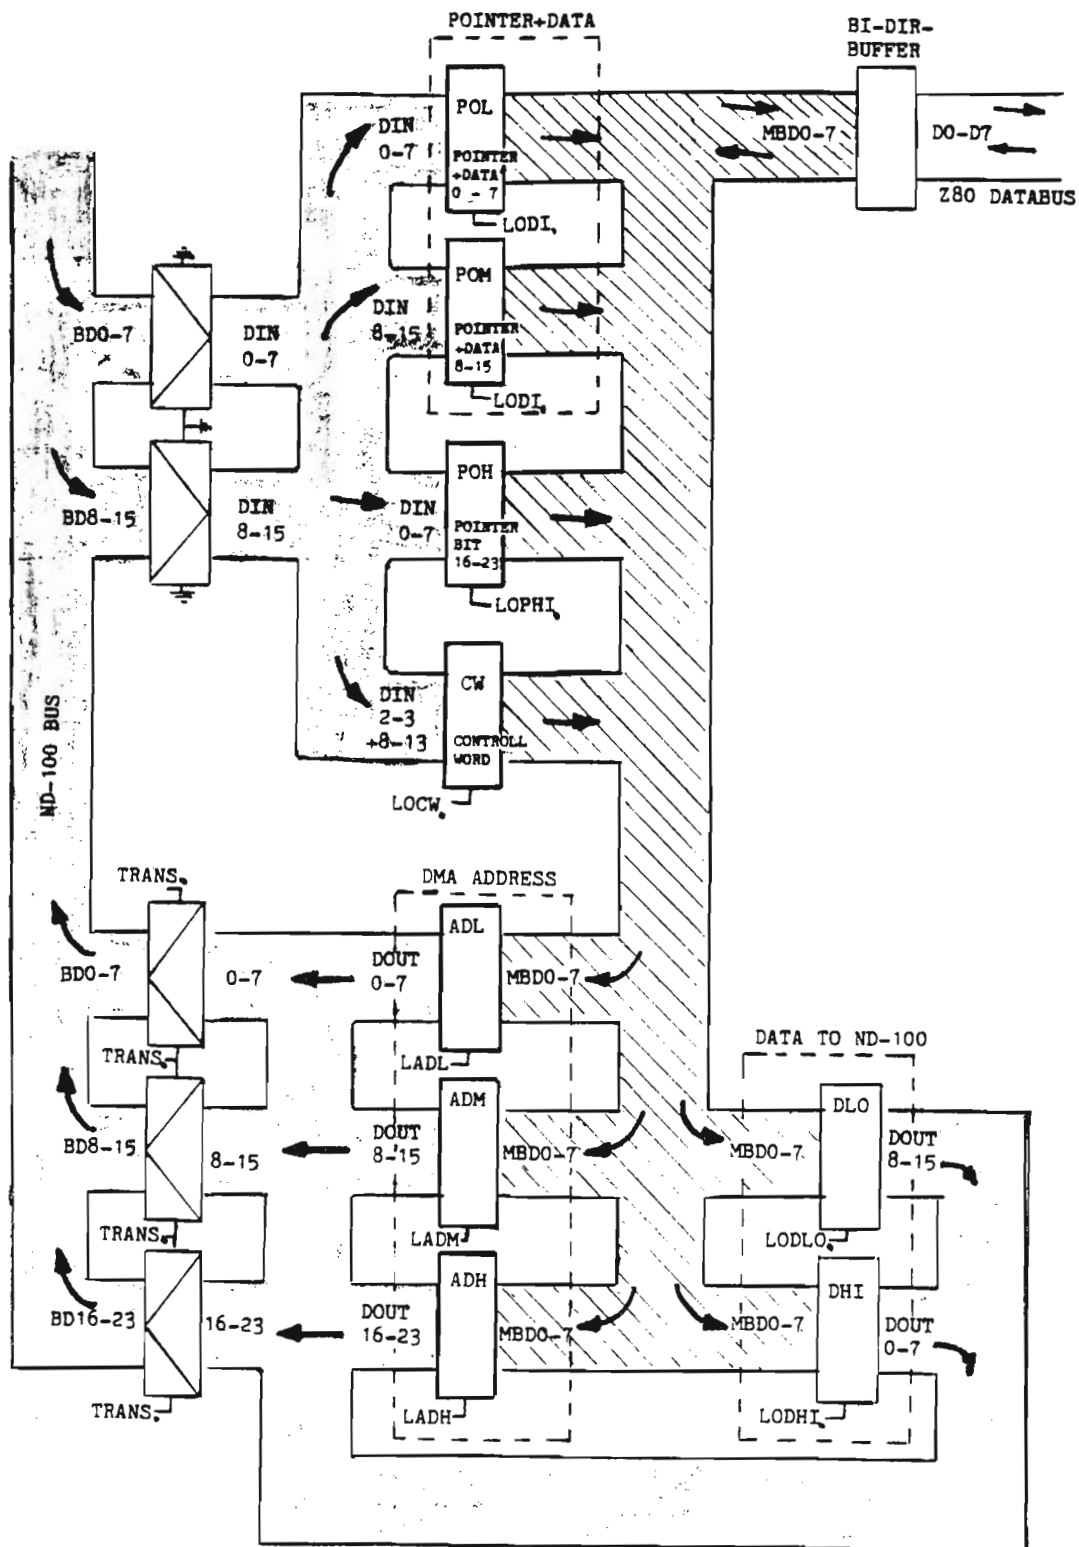 POINTER+DATA
BI-DIR-
BUFFER
POL
POINTER
+DATA
0 - 7
LODI.
DIN
0-7
MBD0-7
D0-D7
Z80 DATABUS
POM
POINTER
+DATA
8-15
LODI.
DIN
8-15
BD0-7
DIN
0-7
BD8-15
DIN
8-15
DIN
0-7
POH
POINTER
BIT
16-23
LOPHI.
ND-100 BUS
DIN
2-3
+8-13
CW
CONTROLL
WORD
LOCW.
TRANS.
DMA ADDRESS
ADL
BD0-7
0-7
DOUT
0-7
MBD0-7
TRANS.
LADL
DATA TO ND-100
ADM
DLO
BD8-15
8-15
DOUT
8-15
MBD0-7
MBD0-7
DOUT
8-15
TRANS.
LADM
LODLO.
ADH
DHI
BD16-23
16-23
DOUT
16-23
MBD0-7
MBD0-7
DOUT
0-7
TRANS.
LADH
LODHI.